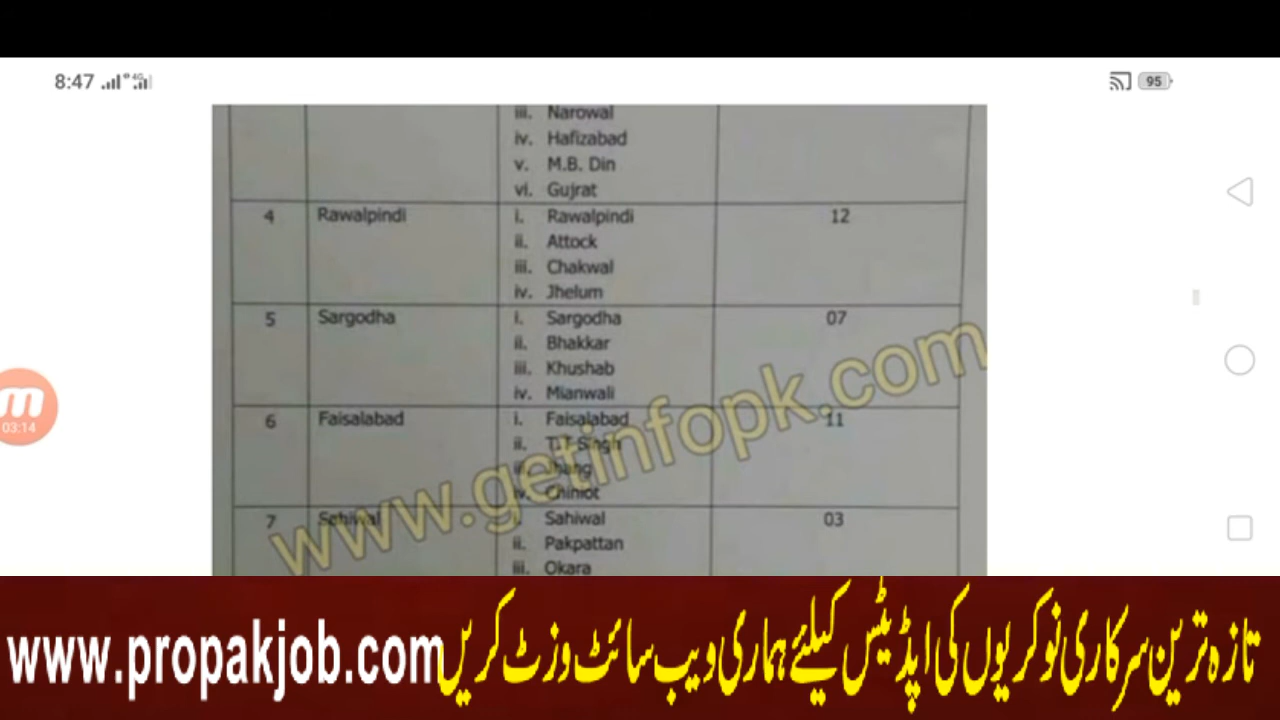 8:47
4G
95
iii. Narowal
iv. Hafizabad
v. M.B. Din
vi. Gujrat
4 Rawalpindi i. Rawalpindi 12
ii. Attock
iii. Chakwal
iv. Jhelum
5 Sargodha i. Sargodha 07
ii. Bhakkar
iii. Khushab
iv. Mianwali
6 Faisalabad i. Faisalabad 11
ii. T.T Singh
iii. Jhang
iv. Chiniot
7 Sahiwal i. Sahiwal 03
ii. Pakpattan
iii. Okara
www.getinfopk.com
m
03:14
تازہ ترین سرکاری نوکریوں کی اپڈیٹس کیلئے ہماری ویب سائٹ وزٹ کریں
www.propakjob.com